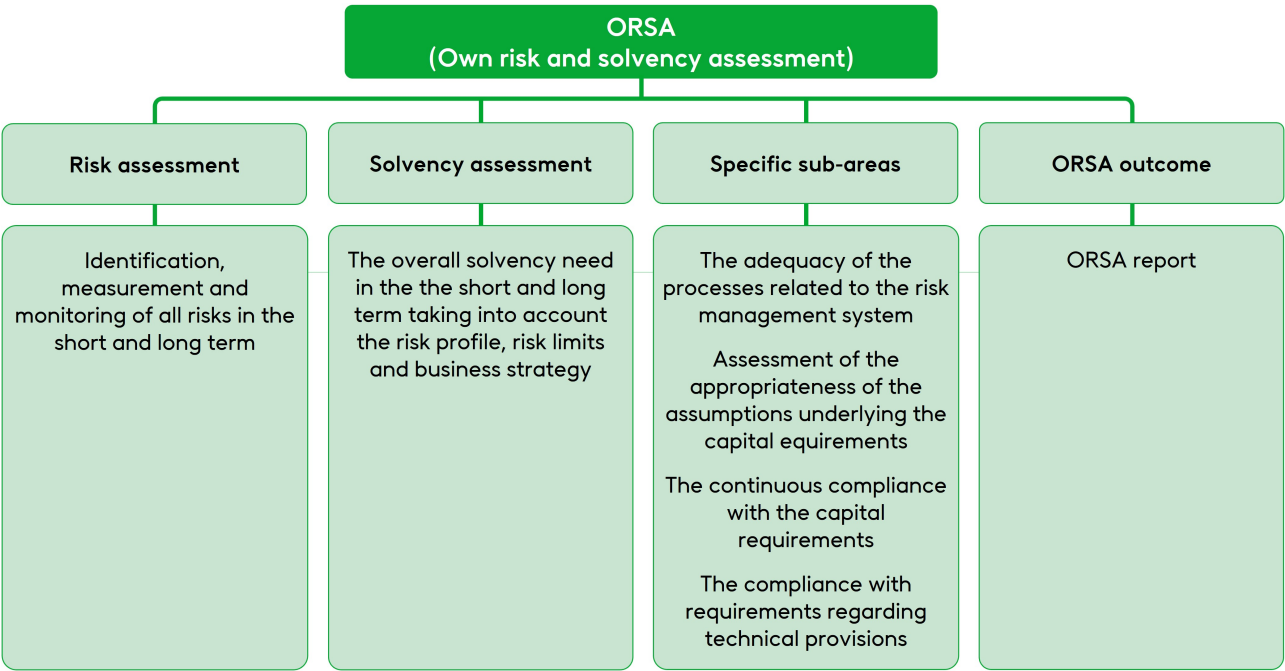 ORSA
(Own risk and solvency assessment)
Risk assessment
Identification,
measurement and
monitoring of all risks in the
short and long term
Solvency assessment
The overall solvency need
in the the short and long
term taking into account
the risk profile, risk limits
and business strategy
Specific sub-areas
The adequacy of the
processes related to the risk
management system
Assessment of the
appropriateness of the
assumptions underlying the
capital equirements
The continuous compliance
with the capital
requirements
The compliance with
requirements regarding
technical provisions
ORSA outcome
ORSA report